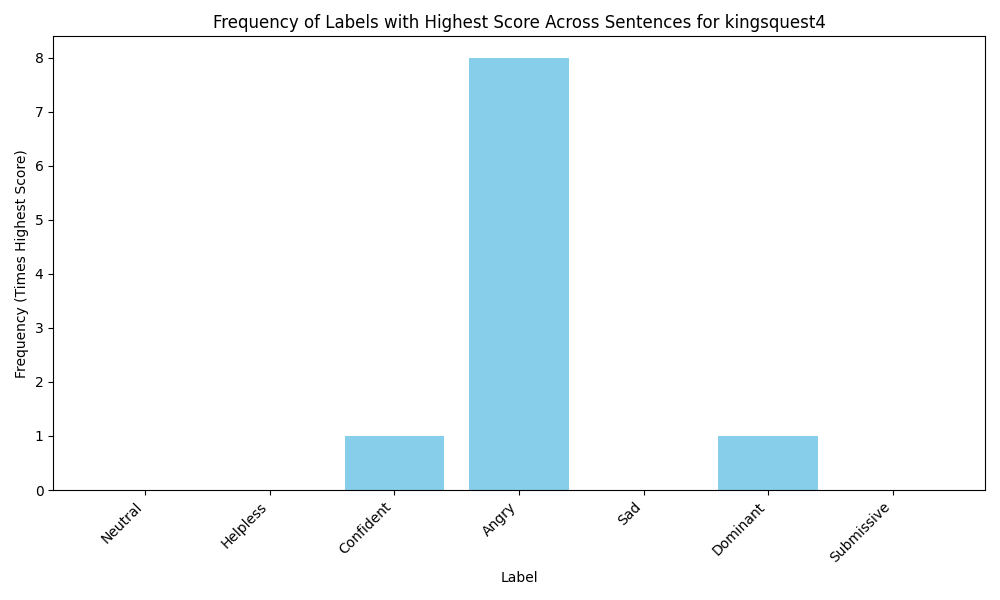 Frequency of Labels with Highest Score Across Sentences for kingsquest4
Frequency (Times Highest Score)
8
7
6
5
4
3
2
1
0
Neutral
Helpless
Confident
Angry
Sad
Dominant
Submissive
Label